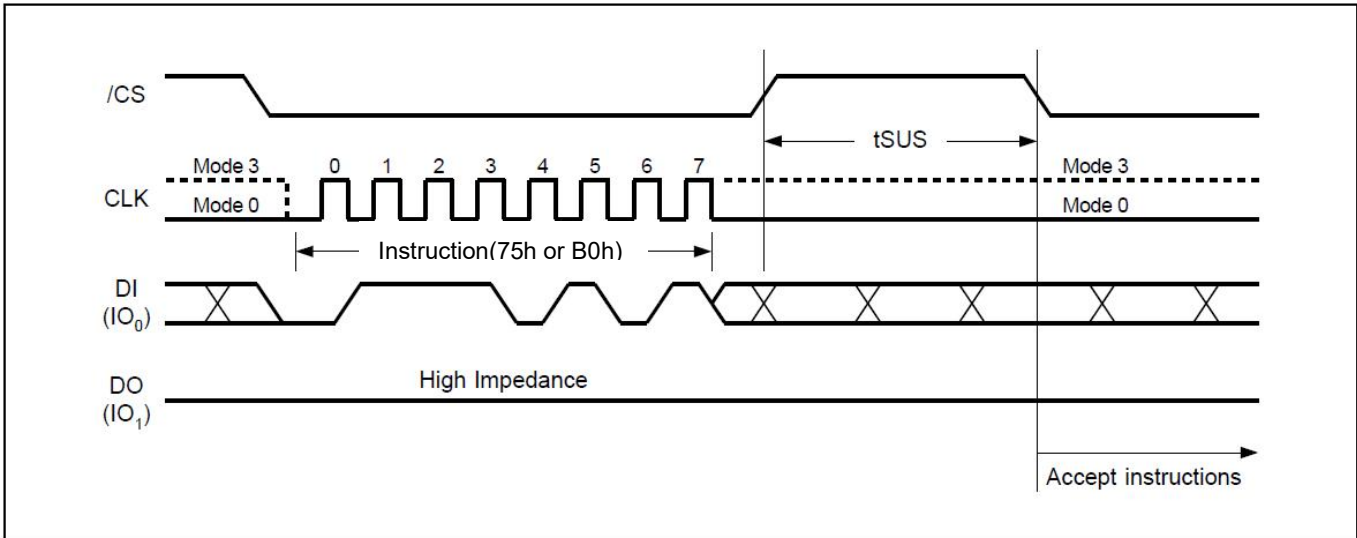 /CS
tSUS
Mode 3 0 1 2 3 4 5 6 7 Mode 3
CLK
Mode 0 Mode 0
Instruction(75h or B0h)
DI
(IO0)
High Impedance
DO
(IO1)
Accept instructions